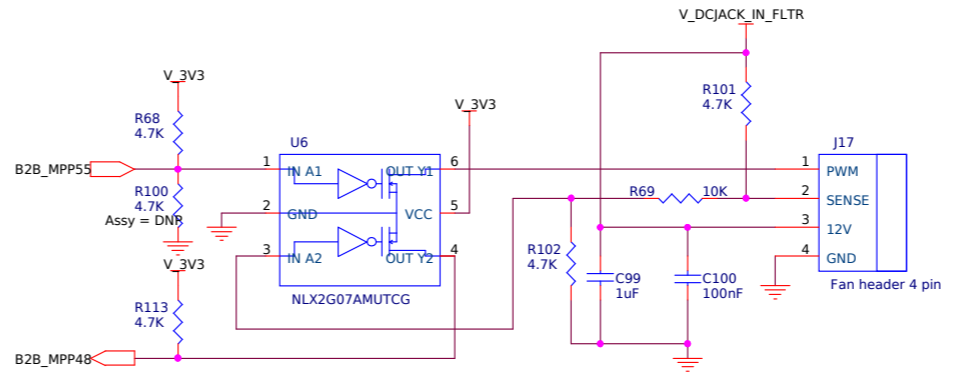 V_DCJACK_IN_FLTR
V_3V3
R68
4.7K
B2B_MPP55
R100
4.7K
Assy = DNR
V_3V3
R113
4.7K
B2B_MPP48
U6
1
IN A1
2
GND
3
IN A2
OUT Y1
6
VCC
5
OUT Y2
4
NLX2G07AMUTCG
V_3V3
R101
4.7K
R69
10K
R102
4.7K
C99
1uF
C100
100nF
J17
1
PWM
2
SENSE
3
12V
4
GND
Fan header 4 pin